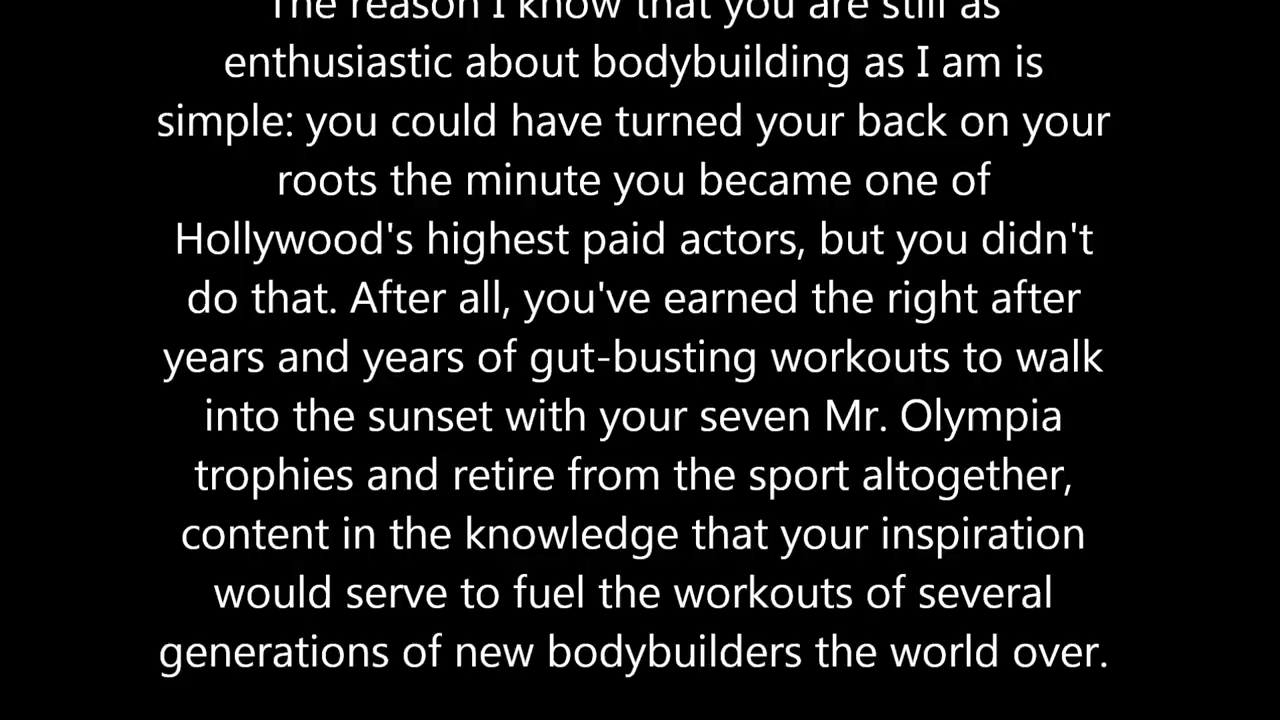 The reason I know that you are still as
enthusiastic about bodybuilding as I am is
simple: you could have turned your back on your
roots the minute you became one of
Hollywood's highest paid actors, but you didn't
do that. After all, you've earned the right after
years and years of gut-busting workouts to walk
into the sunset with your seven Mr. Olympia
trophies and retire from the sport altogether,
content in the knowledge that your inspiration
would serve to fuel the workouts of several
generations of new bodybuilders the world over.